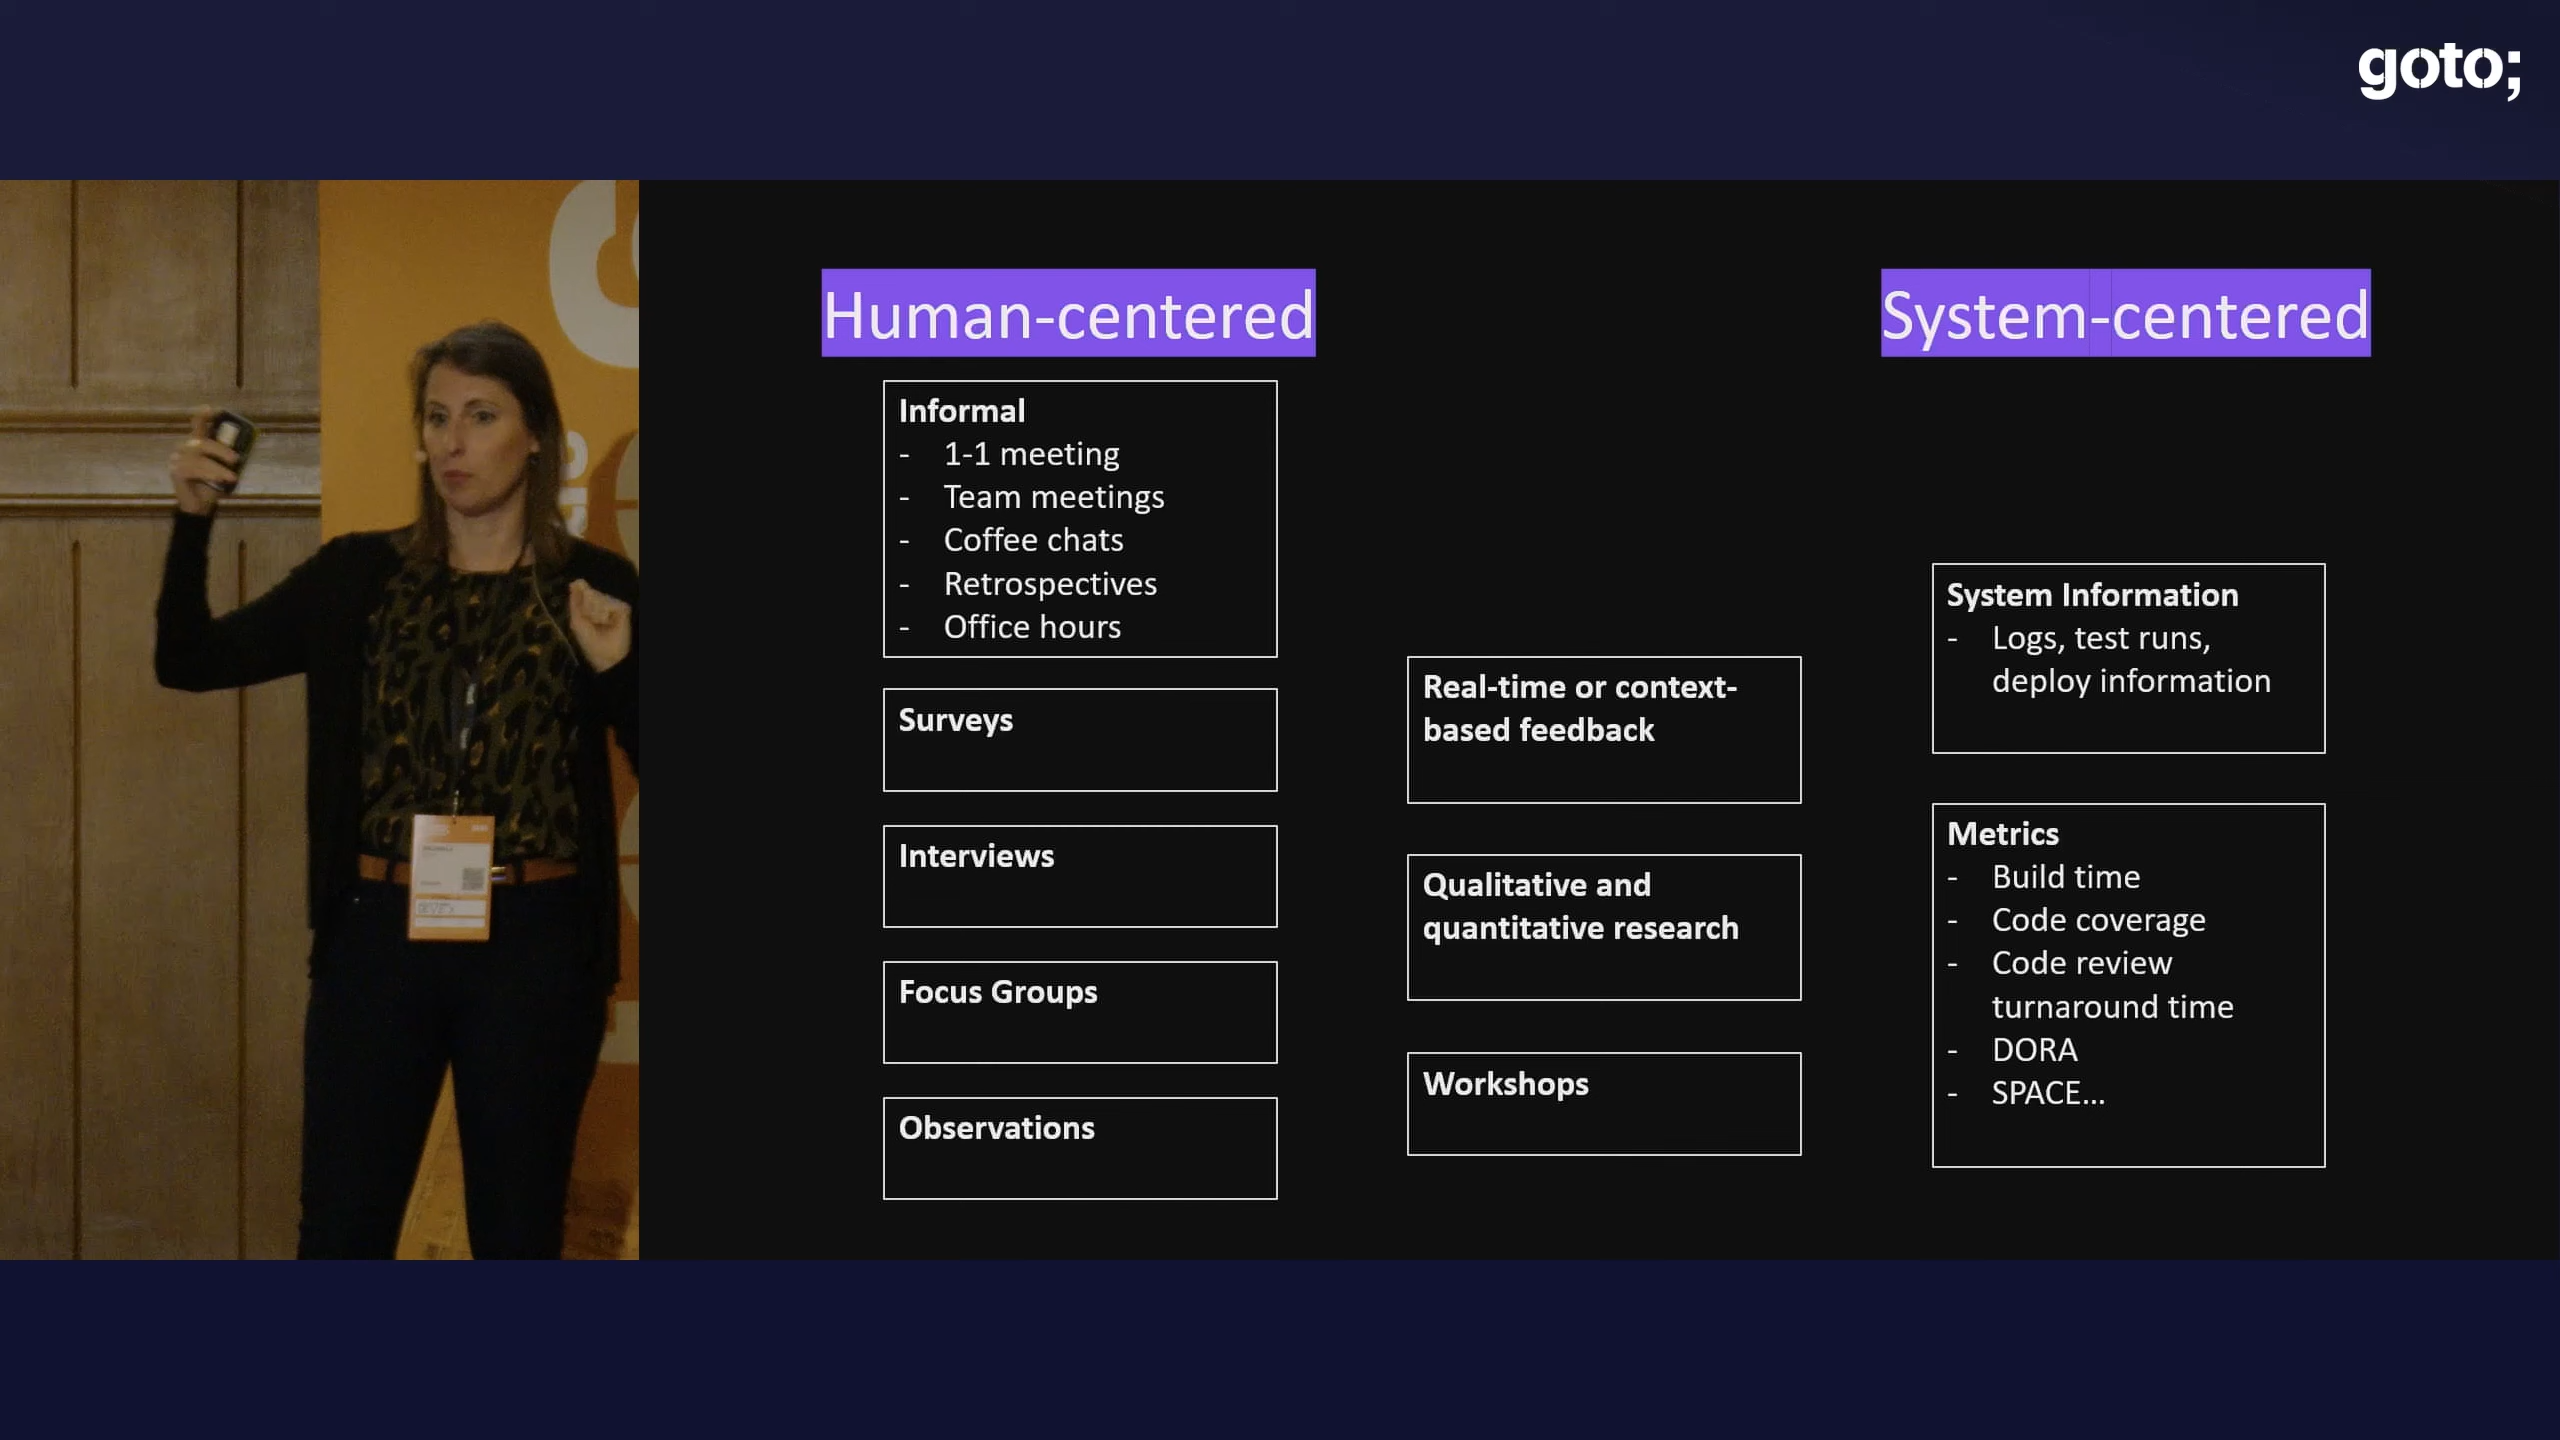 goto;
Human-centered
Informal
- 1-1 meeting
- Team meetings
- Coffee chats
- Retrospectives
- Office hours
Surveys
Interviews
Focus Groups
Observations
Real-time or context-
based feedback
Qualitative and
quantitative research
Workshops
System-centered
System Information
- Logs, test runs,
deploy information
Metrics
- Build time
- Code coverage
- Code review
turnaround time
- DORA
- SPACE...